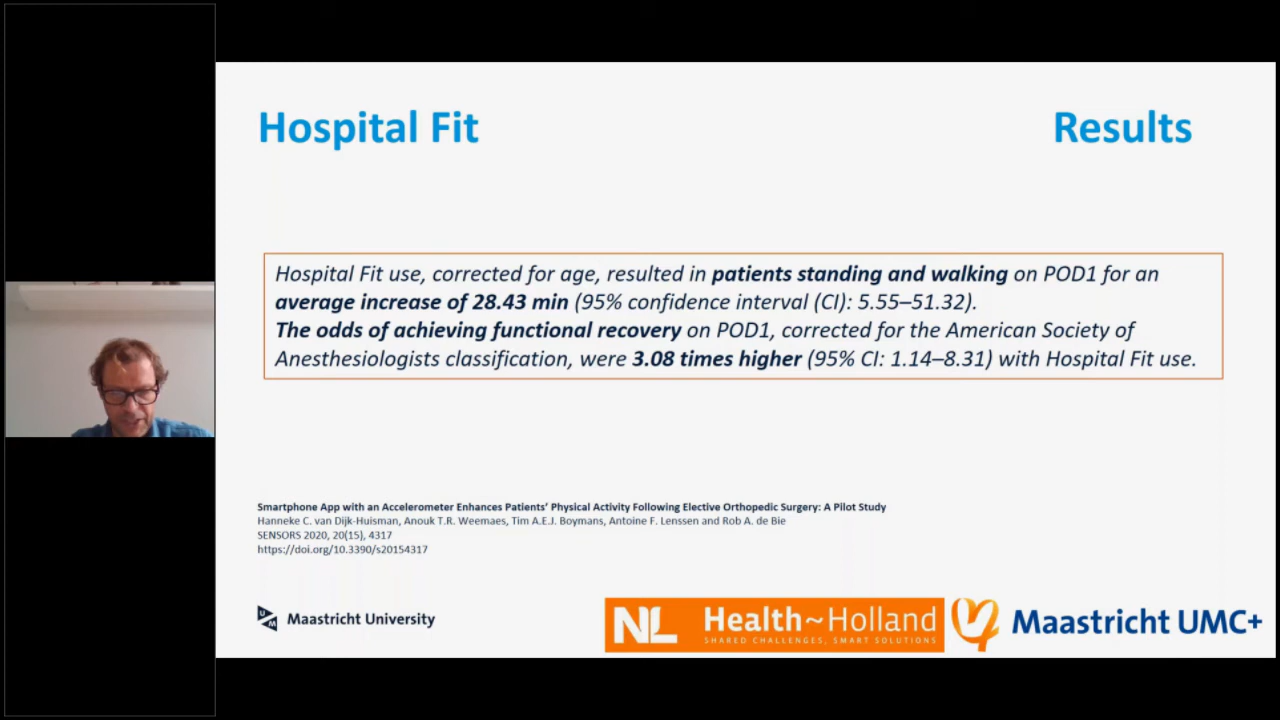 Hospital Fit
Results
Hospital Fit use, corrected for age, resulted in patients standing and walking on POD1 for an
average increase of 28.43 min (95% confidence interval (CI): 5.55–51.32).
The odds of achieving functional recovery on POD1, corrected for the American Society of
Anesthesiologists classification, were 3.08 times higher (95% CI: 1.14–8.31) with Hospital Fit use.
Smartphone App with an Accelerometer Enhances Patients’ Physical Activity Following Elective Orthopedic Surgery: A Pilot Study
Hanneke C. van Dijk-Huisman, Anouk T.R. Weemaes, Tim A.E.J. Boymans, Antoine F. Lenssen and Rob A. de Bie
SENSORS 2020, 20(15), 4317
https://doi.org/10.3390/s20154317
U M Maastricht University
NL Health~Holland
SHARED CHALLENGES, SMART SOLUTIONS
Maastricht UMC+